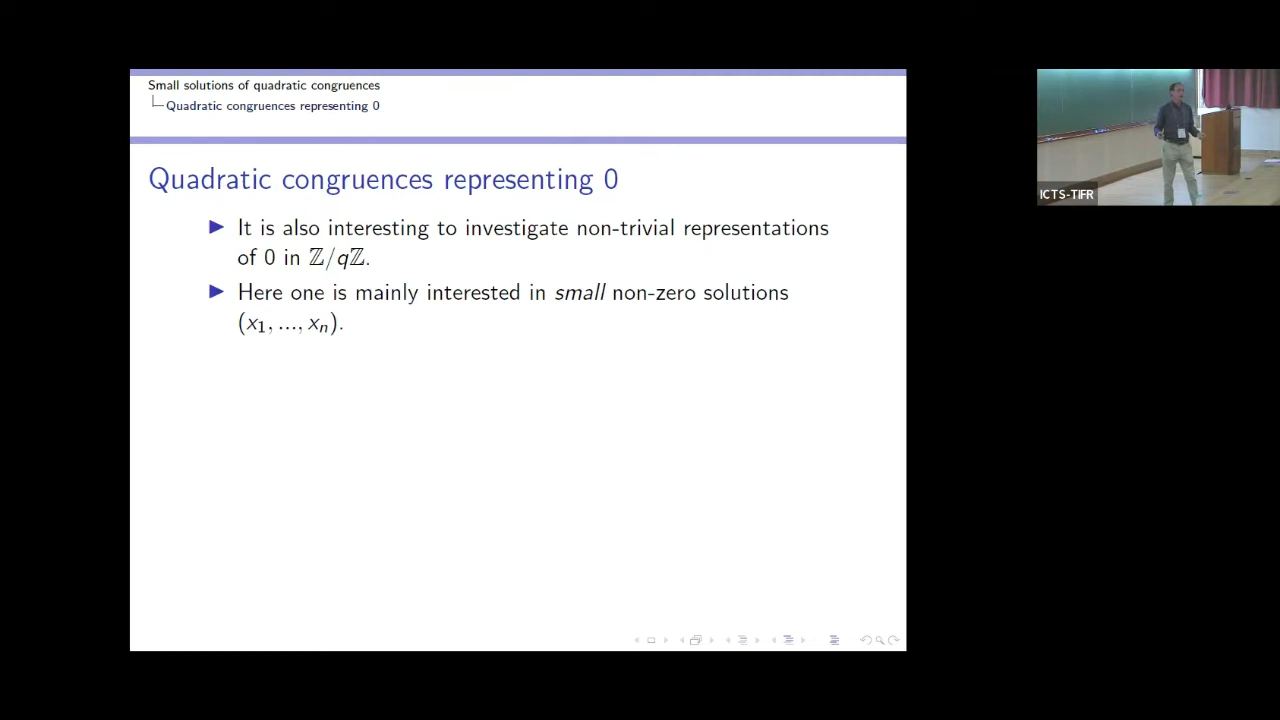 Small solutions of quadratic congruences
Quadratic congruences representing 0
Quadratic congruences representing 0
It is also interesting to investigate non-trivial representations
of 0 in ℤ/qℤ.
Here one is mainly interested in small non-zero solutions
(x₁, ..., xₙ).
ICTS-TIFR